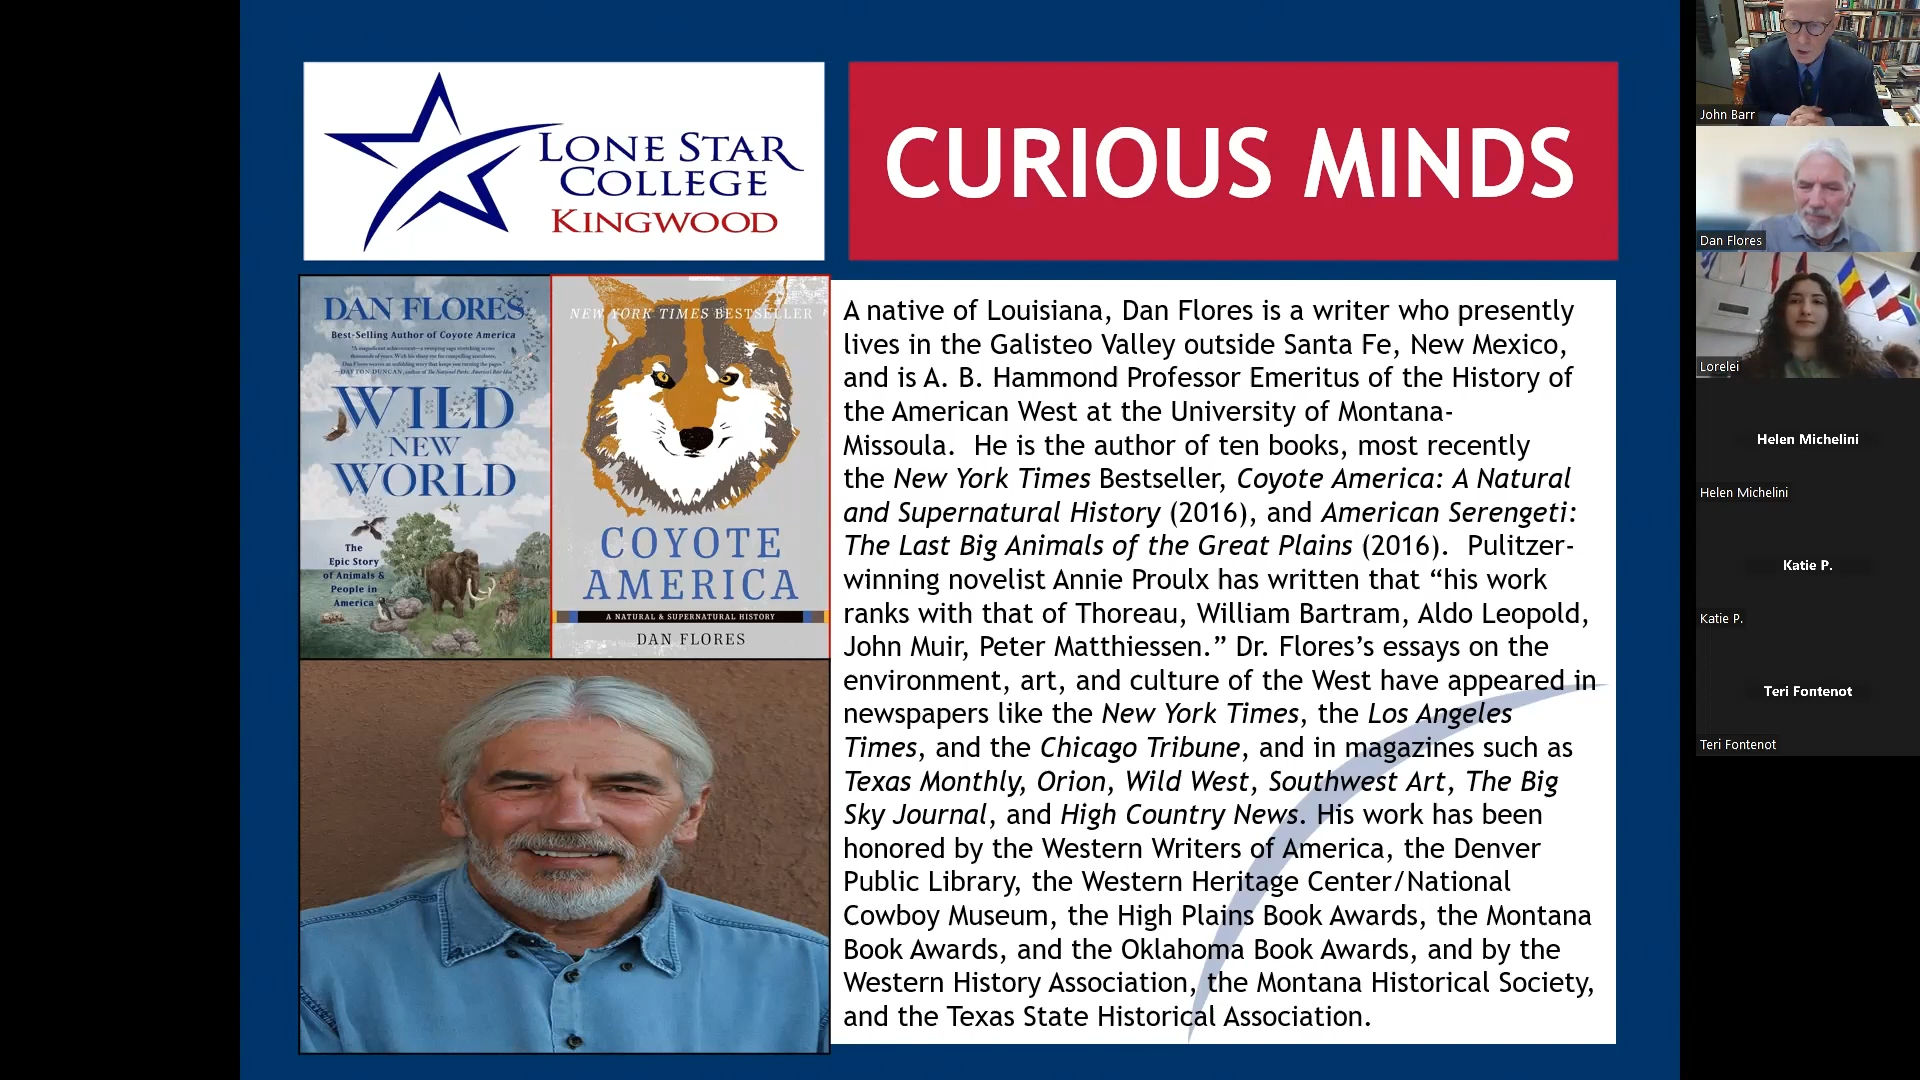 LONE STAR
COLLEGE
KINGWOOD
CURIOUS MINDS
DAN FLORES
Best-Selling Author of Coyote America
WILD
NEW
WORLD
The
Epic Story
of Animals &
People in
America
NEW YORK TIMES BESTSELLER
COYOTE
AMERICA
A NATURAL & SUPERNATURAL HISTORY
DAN FLORES
A native of Louisiana, Dan Flores is a writer who presently
lives in the Galisteo Valley outside Santa Fe, New Mexico,
and is A. B. Hammond Professor Emeritus of the History of
the American West at the University of Montana-
Missoula.  He is the author of ten books, most recently
the New York Times Bestseller, Coyote America: A Natural
and Supernatural History (2016), and American Serengeti:
The Last Big Animals of the Great Plains (2016).  Pulitzer-
winning novelist Annie Proulx has written that “his work
ranks with that of Thoreau, William Bartram, Aldo Leopold,
John Muir, Peter Matthiessen.” Dr. Flores’s essays on the
environment, art, and culture of the West have appeared in
newspapers like the New York Times, the Los Angeles
Times, and the Chicago Tribune, and in magazines such as
Texas Monthly, Orion, Wild West, Southwest Art, The Big
Sky Journal, and High Country News. His work has been
honored by the Western Writers of America, the Denver
Public Library, the Western Heritage Center/National
Cowboy Museum, the High Plains Book Awards, the Montana
Book Awards, and the Oklahoma Book Awards, and by the
Western History Association, the Montana Historical Society,
and the Texas State Historical Association.
John Barr
Dan Flores
Lorelei
Helen Michelini
Helen Michelini
Katie P.
Katie P.
Teri Fontenot
Teri Fontenot